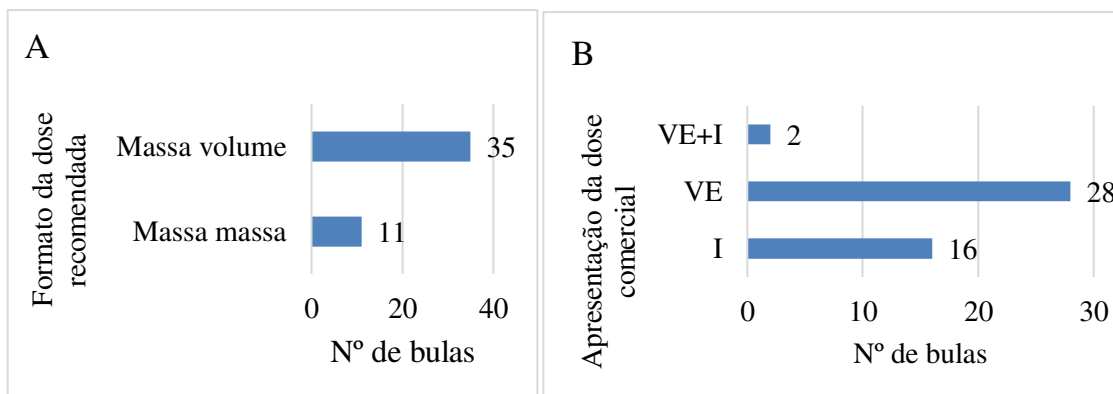 A
Formato da dose
recomendada
Massa volume
35
Massa massa
11
0 20 40
Nº de bulas
B
Apresentação da dose
comercial
VE+I
2
VE
28
I
16
0 10 20 30
Nº de bulas